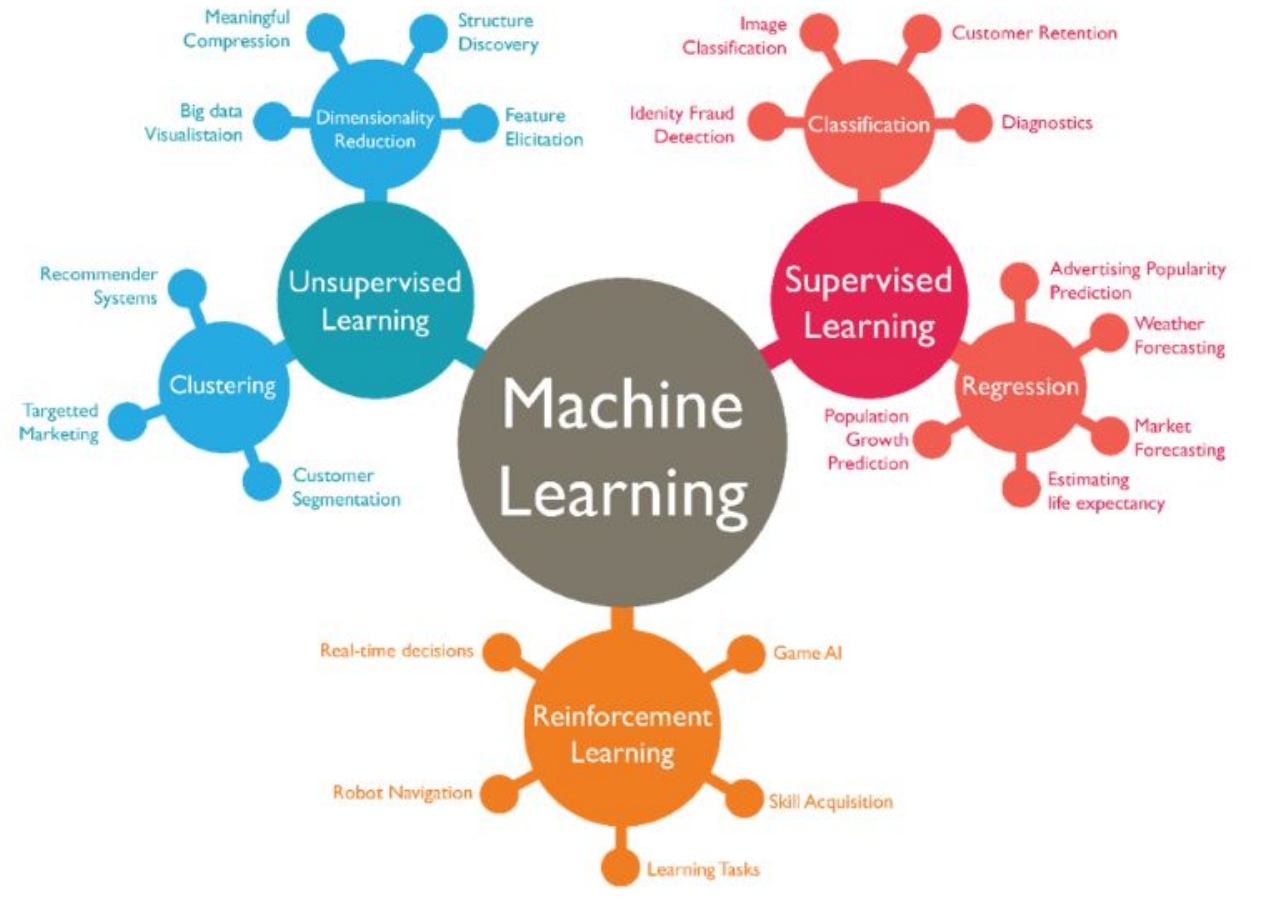 Meaningful
Compression
Structure
Discovery
Big data
Visualistaion
Dimensionality
Reduction
Feature
Elicitation
Image
Classification
Customer Retention
Idenity Fraud
Detection
Classification
Diagnostics
Recommender
Systems
Unsupervised
Learning
Clustering
Targetted
Marketing
Customer
Segmentation
Machine
Learning
Supervised
Learning
Advertising Popularity
Prediction
Weather
Forecasting
Regression
Population
Growth
Prediction
Market
Forecasting
Estimating
life expectancy
Real-time decisions
Game AI
Reinforcement
Learning
Robot Navigation
Skill Acquisition
Learning Tasks